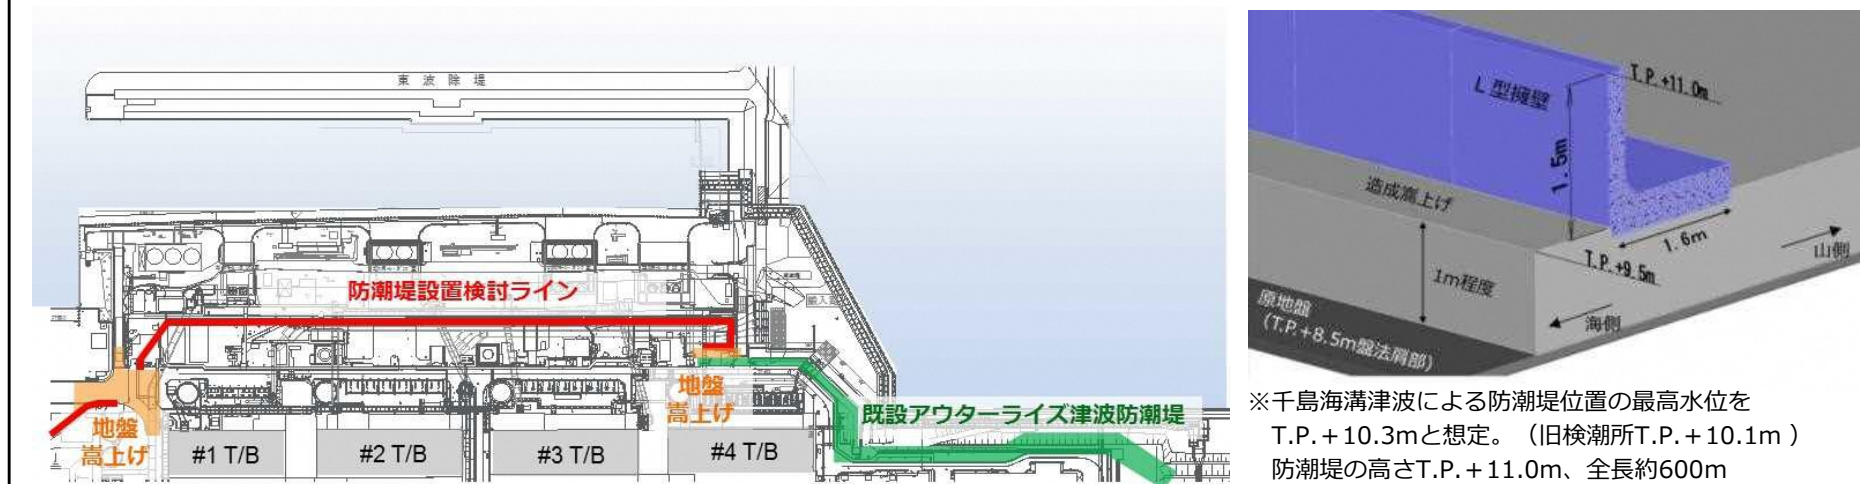 東波除堤
防潮堤設置検討ライン
地盤
嵩上げ
地盤
嵩上げ
既設アウターライズ津波防潮堤
#1 T/B
#2 T/B
#3 T/B
#4 T/B
L型擁壁
T.P.+11.0m
1.5m
造成嵩上げ
1.6m
T.P.+9.5m
山側
1m程度
海側
原地盤
(T.P.+8.5m盤法肩部)
※千島海溝津波による防潮堤位置の最高水位を
T.P.+10.3mと想定。（旧検潮所T.P.+10.1m）
防潮堤の高さT.P.+11.0m、全長約600m